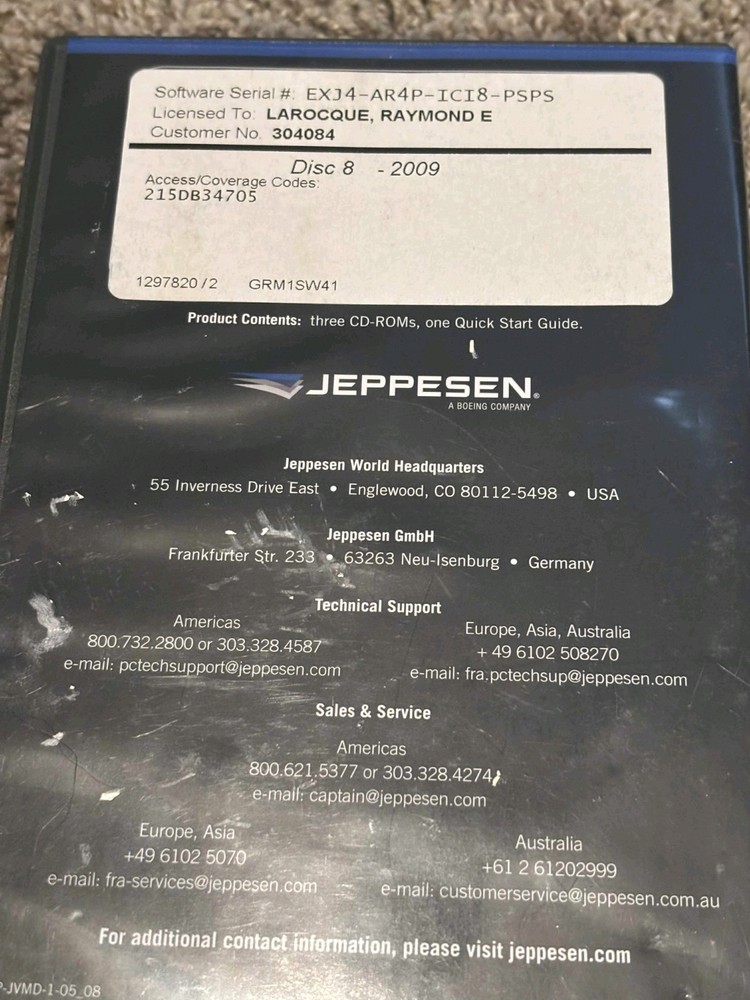 Software Serial #: EXJ4-AR4P-ICI8-PSPS
Licensed To: LAROCQUE, RAYMOND E
Customer No. 304084
Disc 8 - 2009
Access/Coverage Codes:
215DB34705
1297820/2 GRM1SW41
Product Contents: three CD-ROMs, one Quick Start Guide.
JEPPESEN®
A BOEING COMPANY
Jeppesen World Headquarters
55 Inverness Drive East • Englewood, CO 80112-5498 • USA
Jeppesen GmbH
Frankfurter Str. 233 • 63263 Neu-Isenburg • Germany
Technical Support
Americas
800.732.2800 or 303.328.4587
e-mail: pctechsupport@jeppesen.com
Europe, Asia, Australia
+ 49 6102 508270
e-mail: fra.pctechsup@jeppesen.com
Sales & Service
Americas
800.621.5377 or 303.328.4274
e-mail: captain@jeppesen.com
Europe, Asia
+49 6102 5070
e-mail: fra-services@jeppesen.com
Australia
+61 2 61202999
e-mail: customerservice@jeppesen.com.au
For additional contact information, please visit jeppesen.com
P-JVMD-1-05_08